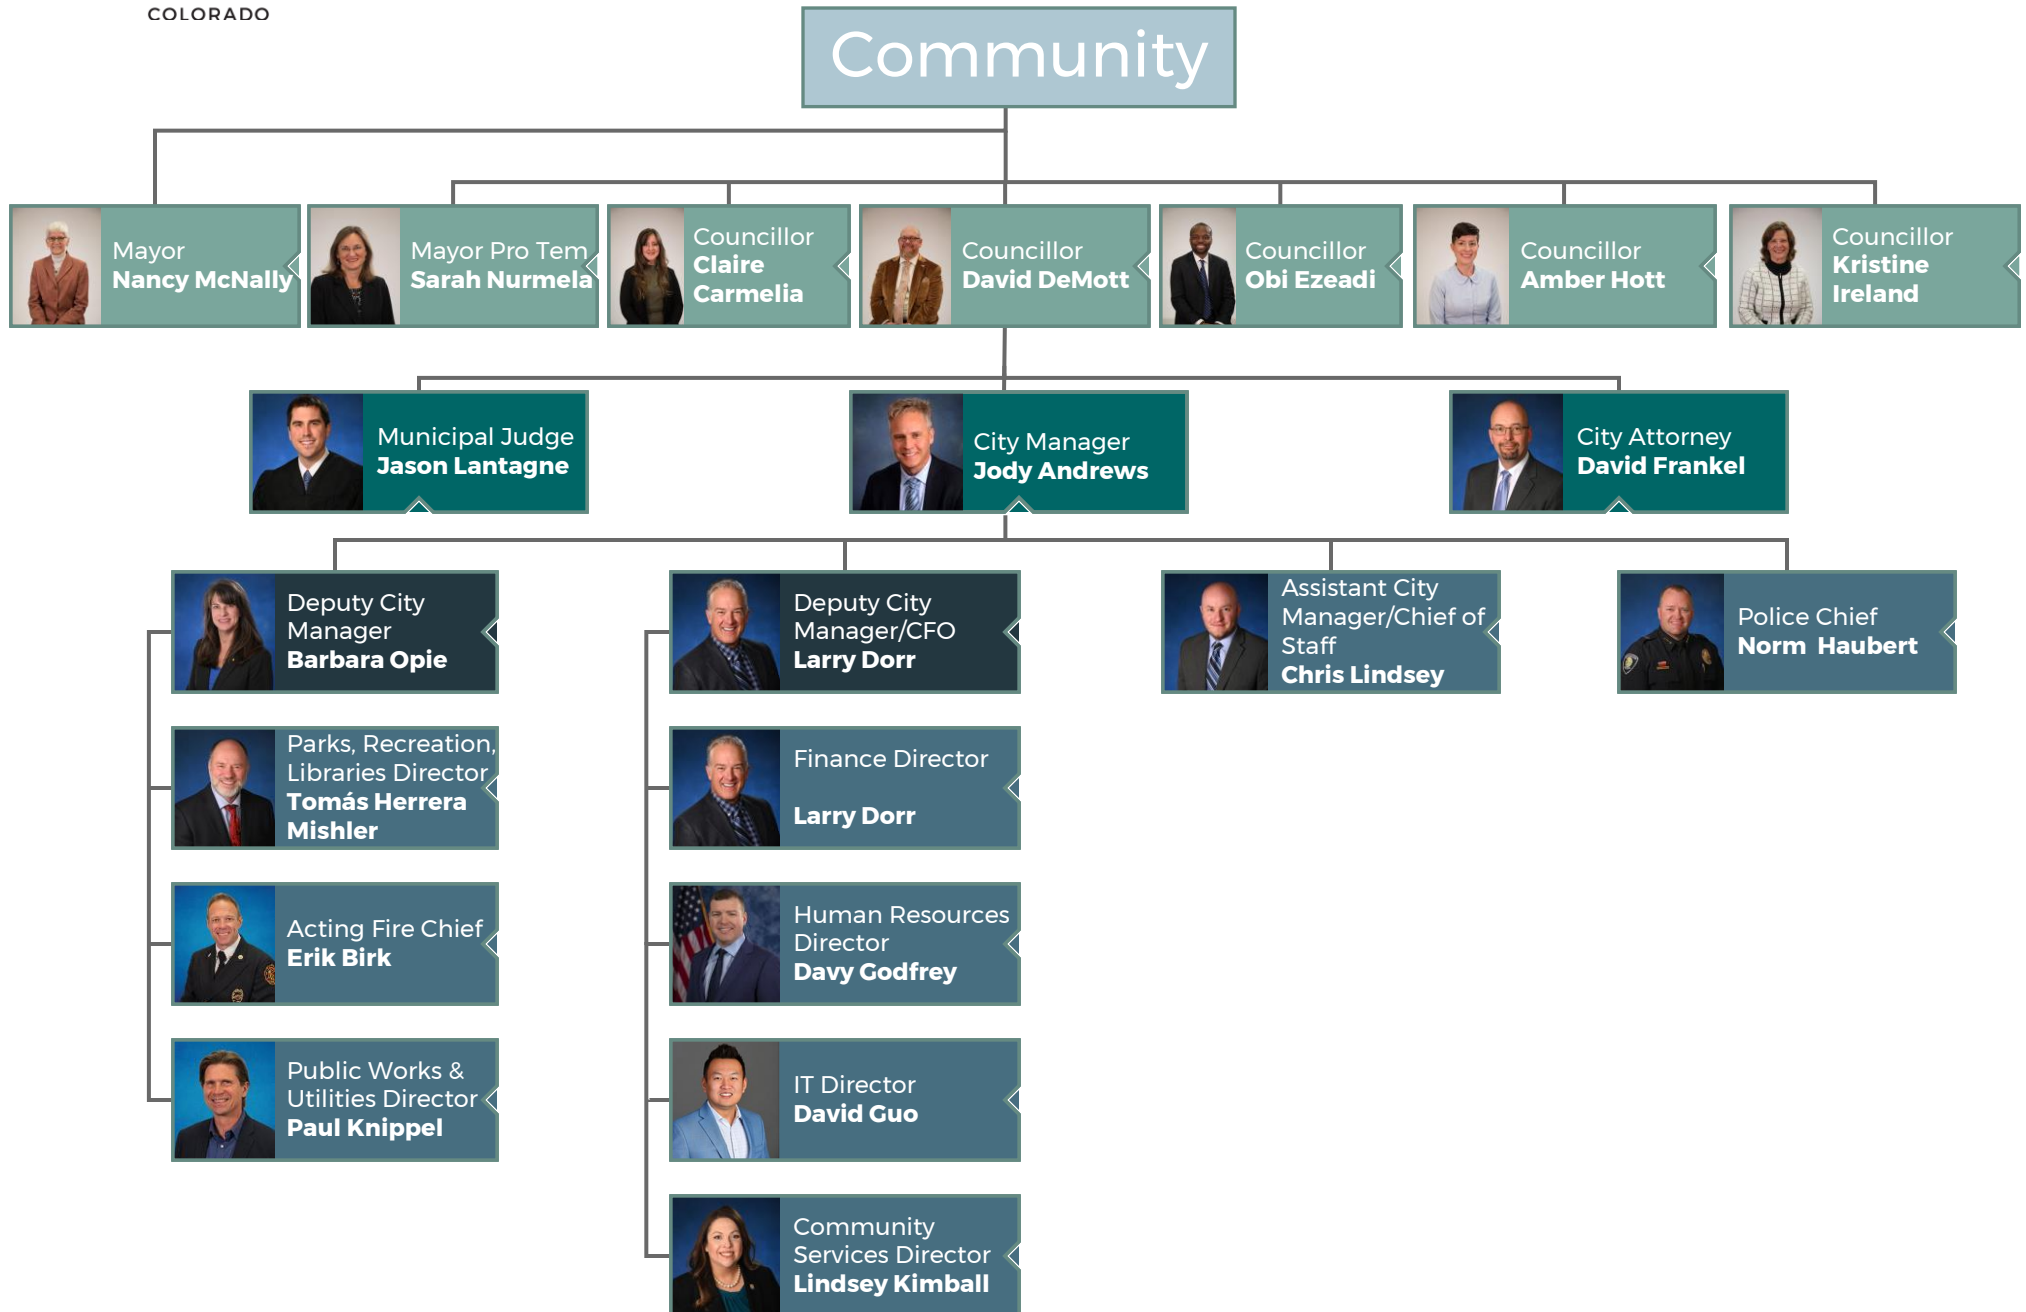 COLORADO
Community
Mayor
Nancy McNally
Mayor Pro Tem
Sarah Nurmela
Councillor
Claire
Carmelia
Councillor
David DeMott
Councillor
Obi Ezeadi
Councillor
Amber Hott
Councillor
Kristine
Ireland
Municipal Judge
Jason Lantagne
City Manager
Jody Andrews
City Attorney
David Frankel
Deputy City
Manager
Barbara Opie
Deputy City
Manager/CFO
Larry Dorr
Assistant City
Manager/Chief of
Staff
Chris Lindsey
Police Chief
Norm Haubert
Parks, Recreation,
Libraries Director
Tomás Herrera
Mishler
Finance Director
Larry Dorr
Acting Fire Chief
Erik Birk
Human Resources
Director
Davy Godfrey
Public Works &
Utilities Director
Paul Knippel
IT Director
David Guo
Community
Services Director
Lindsey Kimball